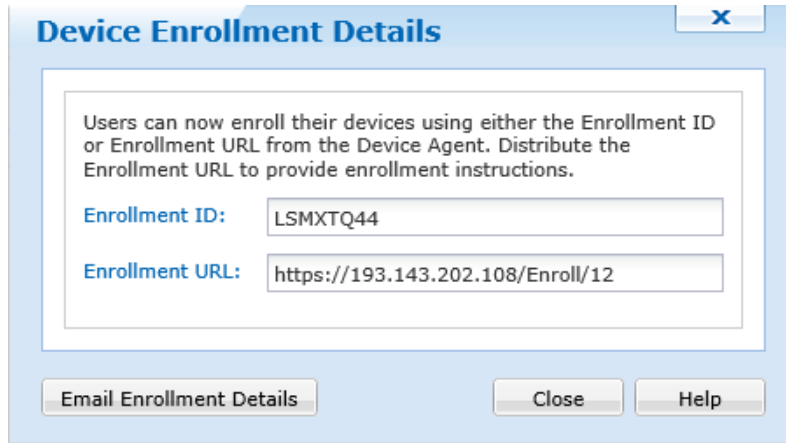 Device Enrollment Details
x
Users can now enroll their devices using either the Enrollment ID
or Enrollment URL from the Device Agent. Distribute the
Enrollment URL to provide enrollment instructions.
Enrollment ID: LSMXTQ44
Enrollment URL: https://193.143.202.108/Enroll/12
Email Enrollment Details Close Help